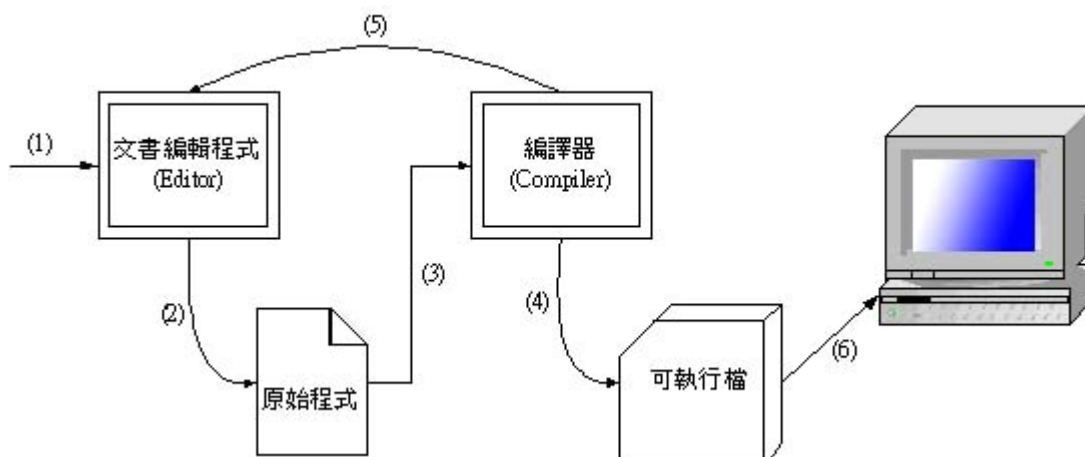 (5)
(1)
文書編輯程式
(Editor)
編譯器
(Compiler)
(2)
(3)
(4)
(6)
原始程式
可執行檔